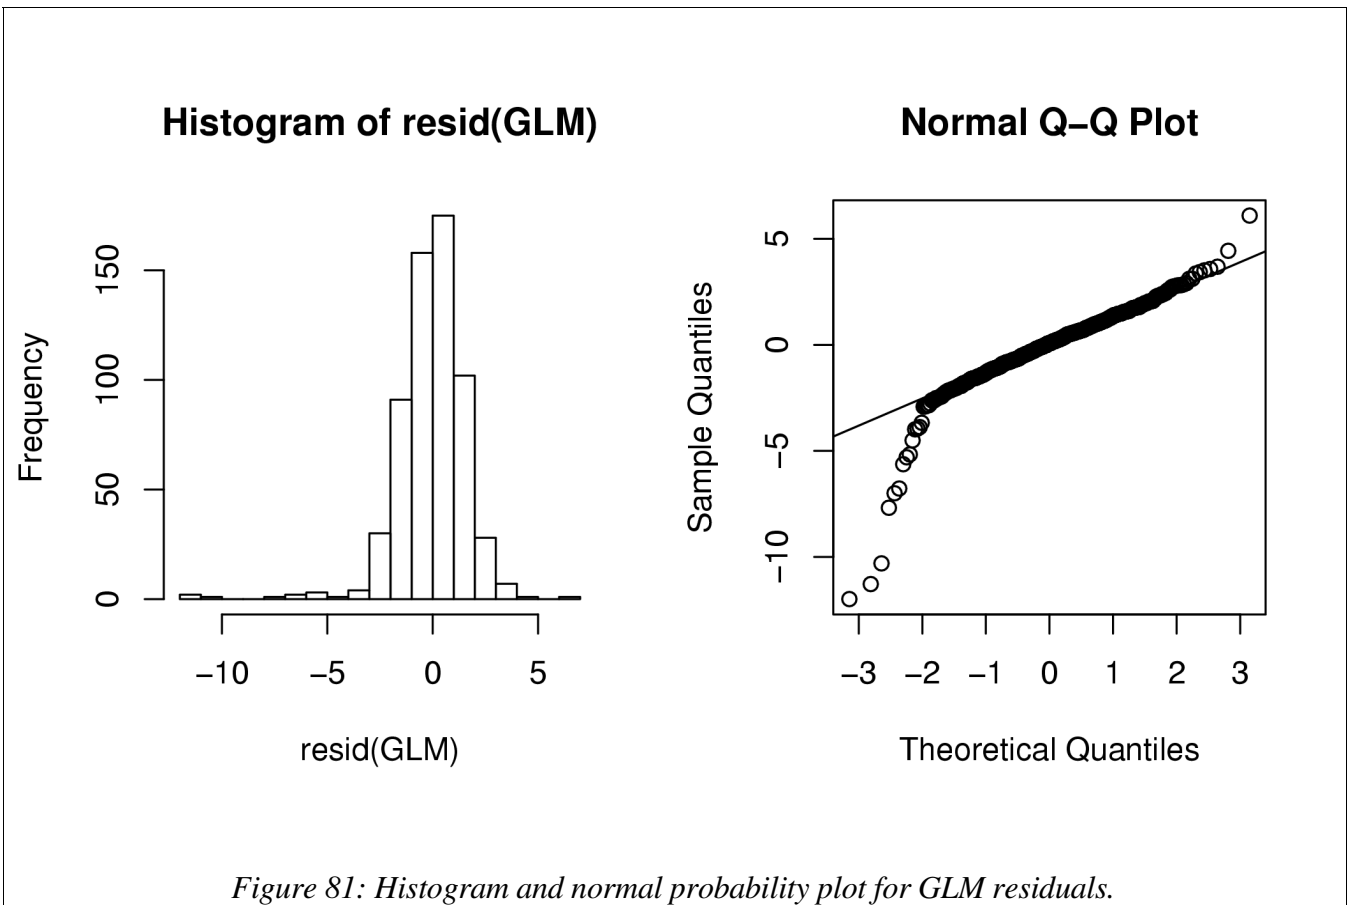 Histogram of resid(GLM)
Frequency
0
50
100
150
−10
−5
0
5
resid(GLM)
Normal Q−Q Plot
Sample Quantiles
5
0
−5
−10
−3
−2
−1
0
1
2
3
Theoretical Quantiles
Figure 81: Histogram and normal probability plot for GLM residuals.